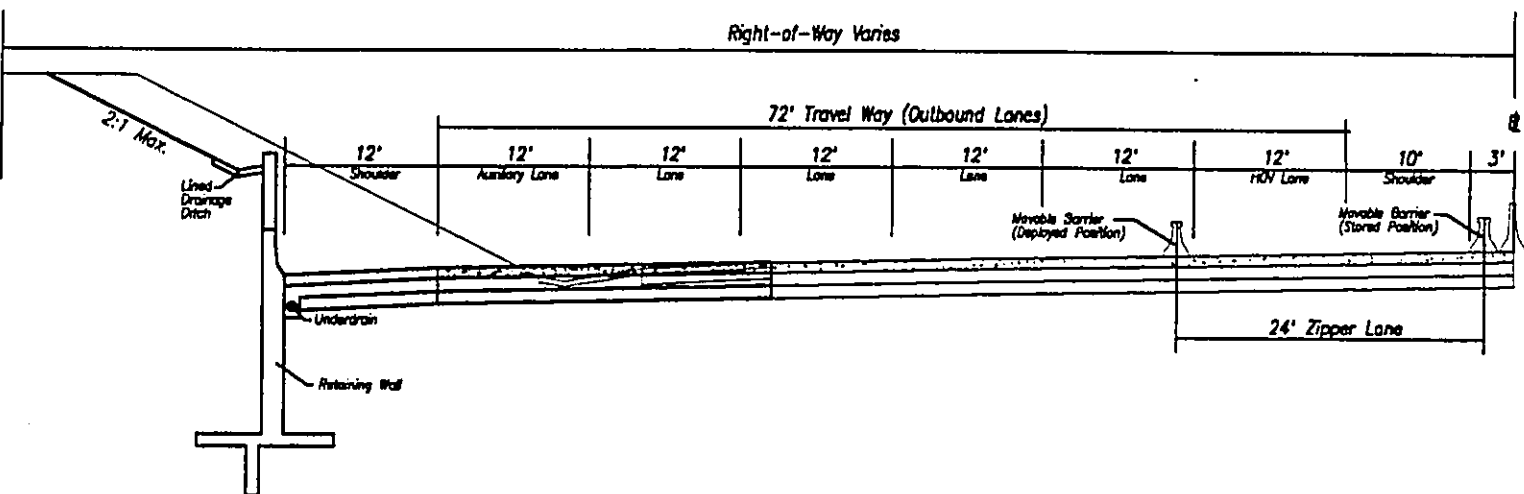 Right-of-Way Varies
72' Travel Way (Outbound Lanes)
2:1 Max.
12'
Shoulder
12'
Auxiliary Lane
12'
Lane
12'
Lane
12'
Lane
12'
Lane
12'
HOV Lane
10'
Shoulder
3'
Lined
Drainage
Ditch
Movable Barrier
(Deployed Position)
Movable Barrier
(Stored Position)
Underdrain
24' Zipper Lane
Retaining Wall